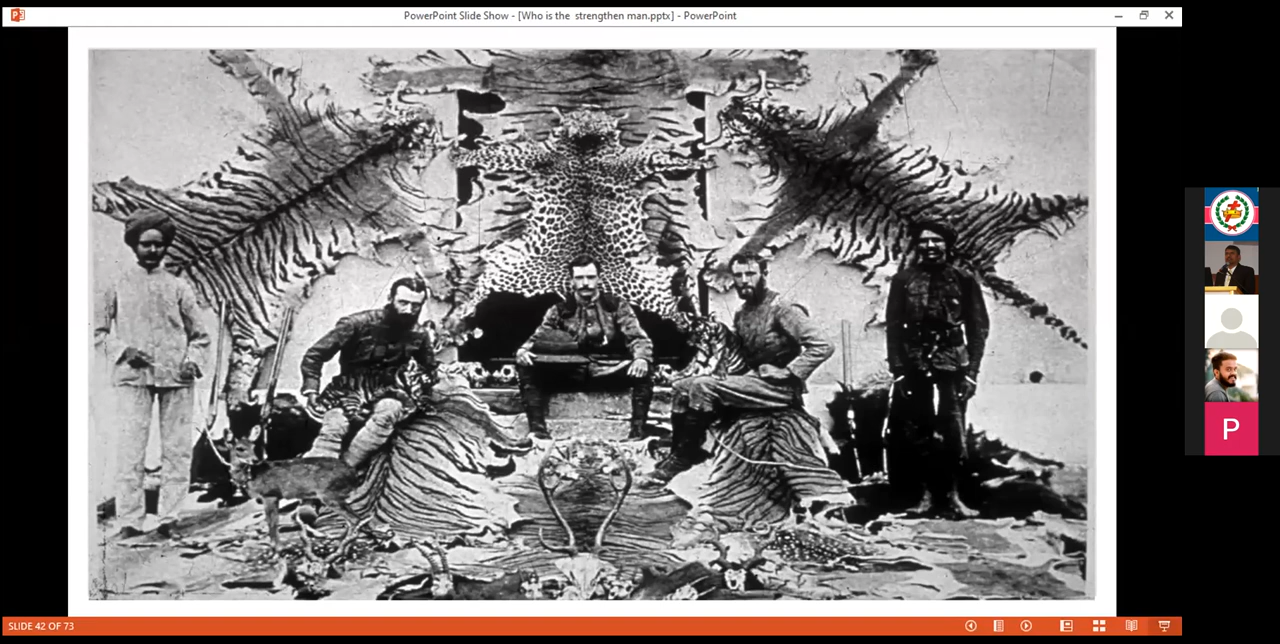 PowerPoint Slide Show - [Who is the  strengthen man.pptx] - PowerPoint
P
SLIDE 42 OF 73